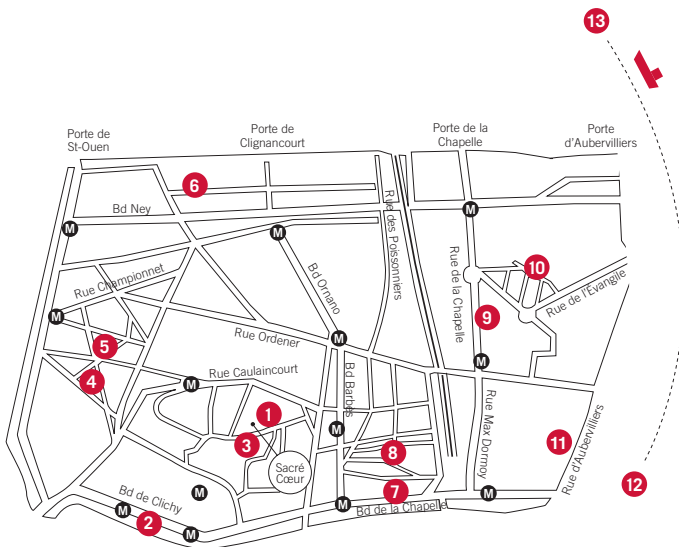 13
Porte de
St-Ouen
Porte de
Clignancourt
Porte de la
Chapelle
Porte
d'Aubervilliers
6
Bd Ney
M
M
M
Rue des Poissonniers
Rue Championnet
Bd Ornano
Rue de la Chapelle
10
Rue de l'Évangile
M
9
5
Rue Ordener
M
M
4
M
Rue Caulaincourt
Bd Barbès
Rue Max Dormoy
1
M
3
8
11
Rue d'Aubervilliers
Sacré
Cœur
12
7
M
M
M
Bd de Clichy
Bd de la Chapelle
M
2
M